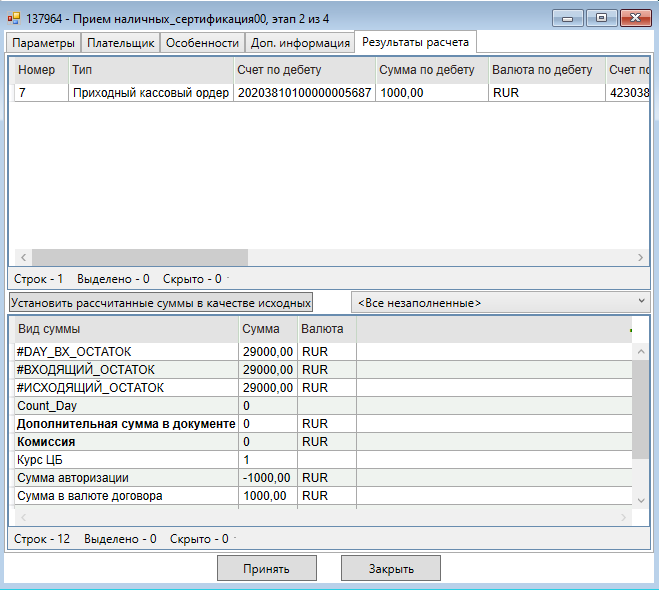 137964 - Прием наличных_сертификация00, этап 2 из 4
Параметры Плательщик Особенности Доп. информация Результаты расчета
Номер Тип Счет по дебету Сумма по дебету Валюта по дебету Счет по
7 Приходный кассовый ордер 20203810100000005687 1000,00 RUR 423038
Строк - 1 Выделено - 0 Скрыто - 0
Установить рассчитанные суммы в качестве исходных <Все незаполненные>
Вид суммы Сумма Валюта
#DAY_ВХ_ОСТАТОК 29000,00 RUR
#ВХОДЯЩИЙ_ОСТАТОК 29000,00 RUR
#ИСХОДЯЩИЙ_ОСТАТОК 29000,00 RUR
Count_Day 0
Дополнительная сумма в документе 0 RUR
Комиссия 0 RUR
Курс ЦБ 1
Сумма авторизации -1000,00 RUR
Сумма в валюте договора 1000,00 RUR
Строк - 12 Выделено - 0 Скрыто - 0
Принять Закрыть